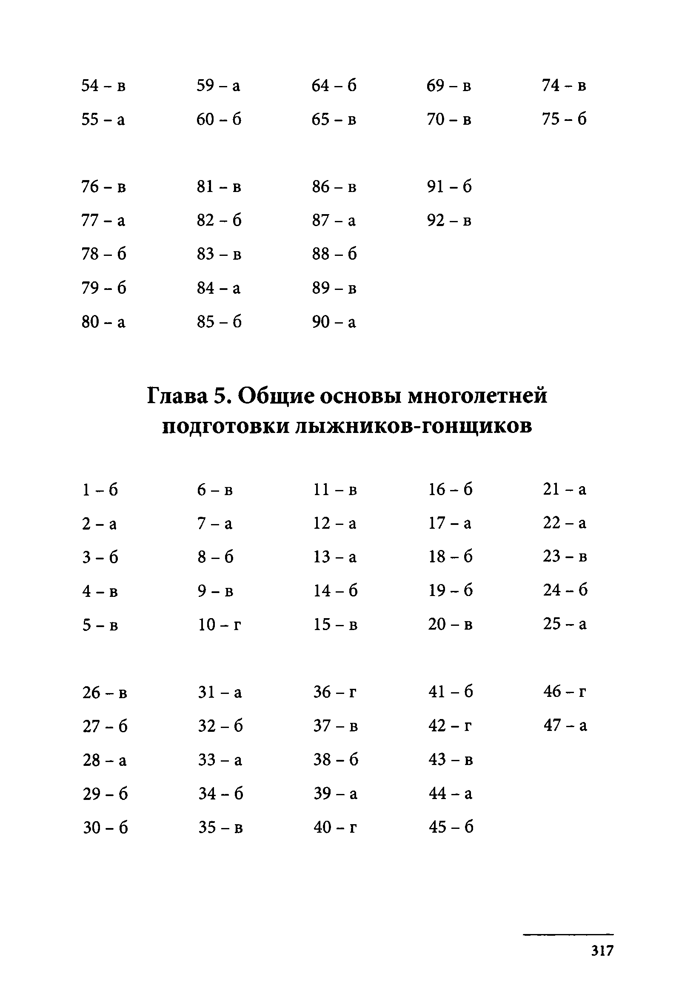 54 – в 59 – а 64 – б 69 – в 74 – в
55 – а 60 – б 65 – в 70 – в 75 – б
76 – в 81 – в 86 – в 91 – б
77 – а 82 – б 87 – а 92 – в
78 – б 83 – в 88 – б
79 – б 84 – а 89 – в
80 – а 85 – б 90 – а
Глава 5. Общие основы многолетней
подготовки лыжников-гонщиков
1 – б 6 – в 11 – в 16 – б 21 – а
2 – а 7 – а 12 – а 17 – а 22 – а
3 – б 8 – б 13 – а 18 – б 23 – в
4 – в 9 – в 14 – б 19 – б 24 – б
5 – в 10 – г 15 – в 20 – в 25 – а
26 – в 31 – а 36 – г 41 – б 46 – г
27 – б 32 – б 37 – в 42 – г 47 – а
28 – а 33 – а 38 – б 43 – в
29 – б 34 – б 39 – а 44 – а
30 – б 35 – в 40 – г 45 – б
317